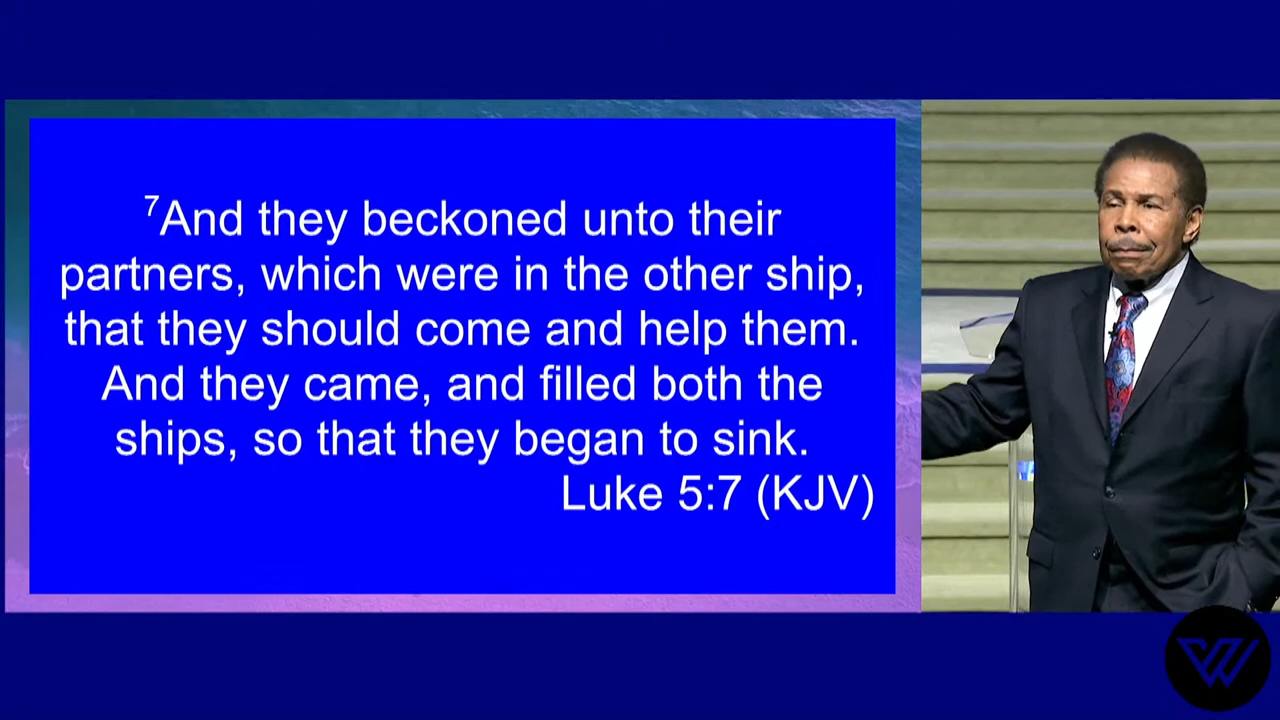 ⁷And they beckoned unto their
partners, which were in the other ship,
that they should come and help them.
And they came, and filled both the
ships, so that they began to sink.
Luke 5:7 (KJV)